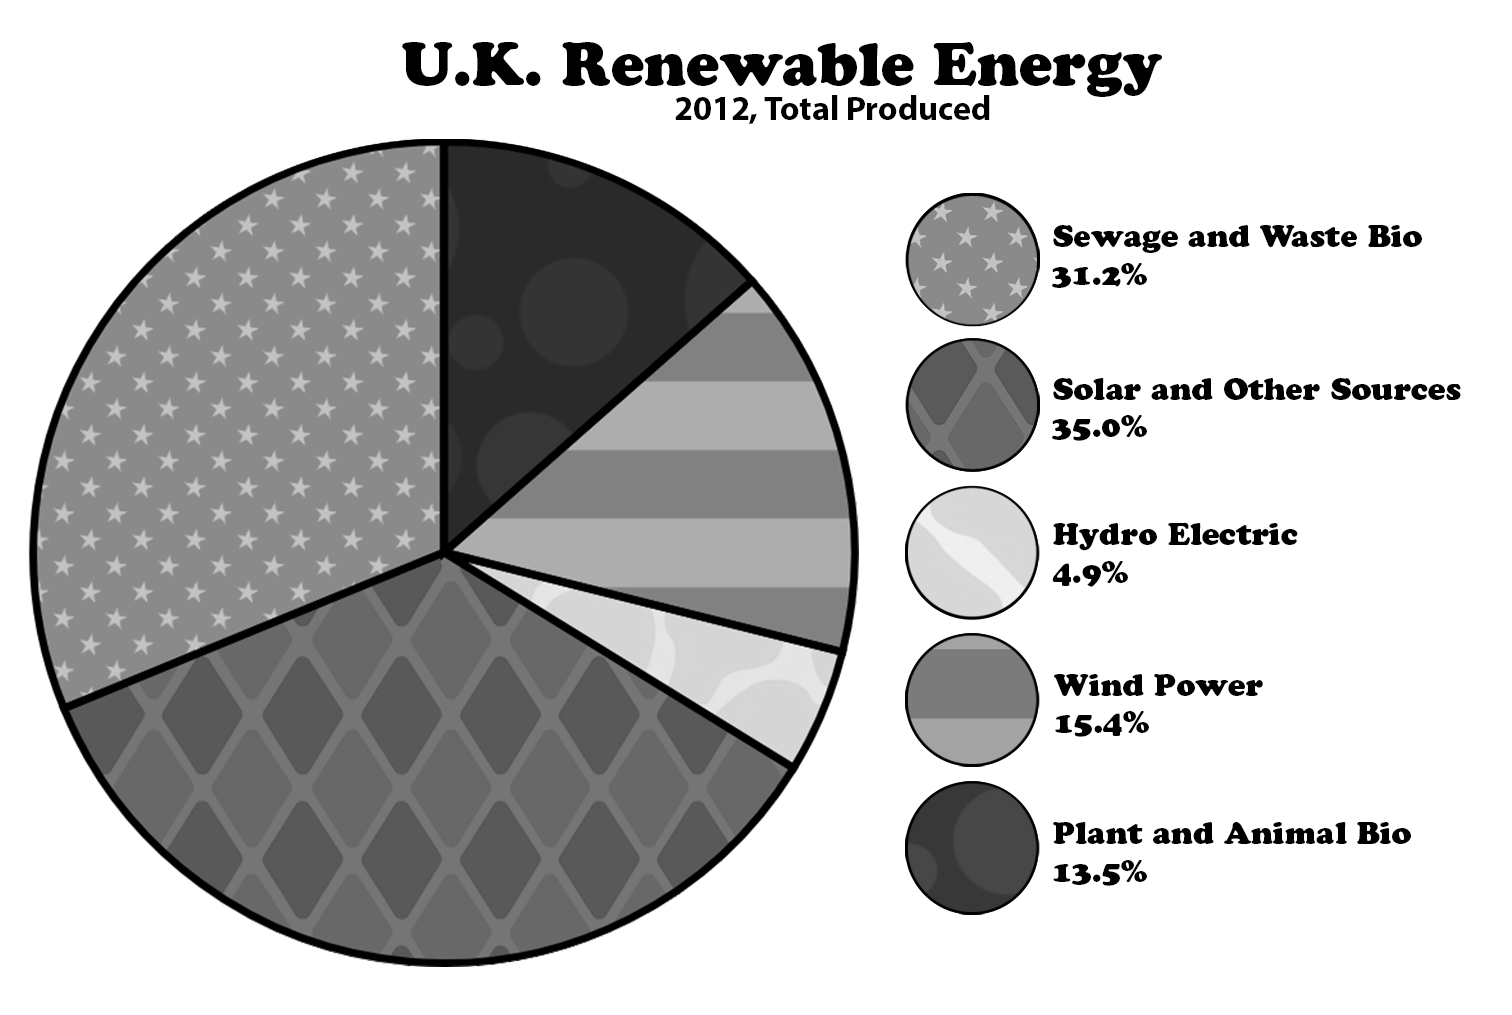 U.K. Renewable Energy
2012, Total Produced
Sewage and Waste Bio
31.2%
Solar and Other Sources
35.0%
Hydro Electric
4.9%
Wind Power
15.4%
Plant and Animal Bio
13.5%